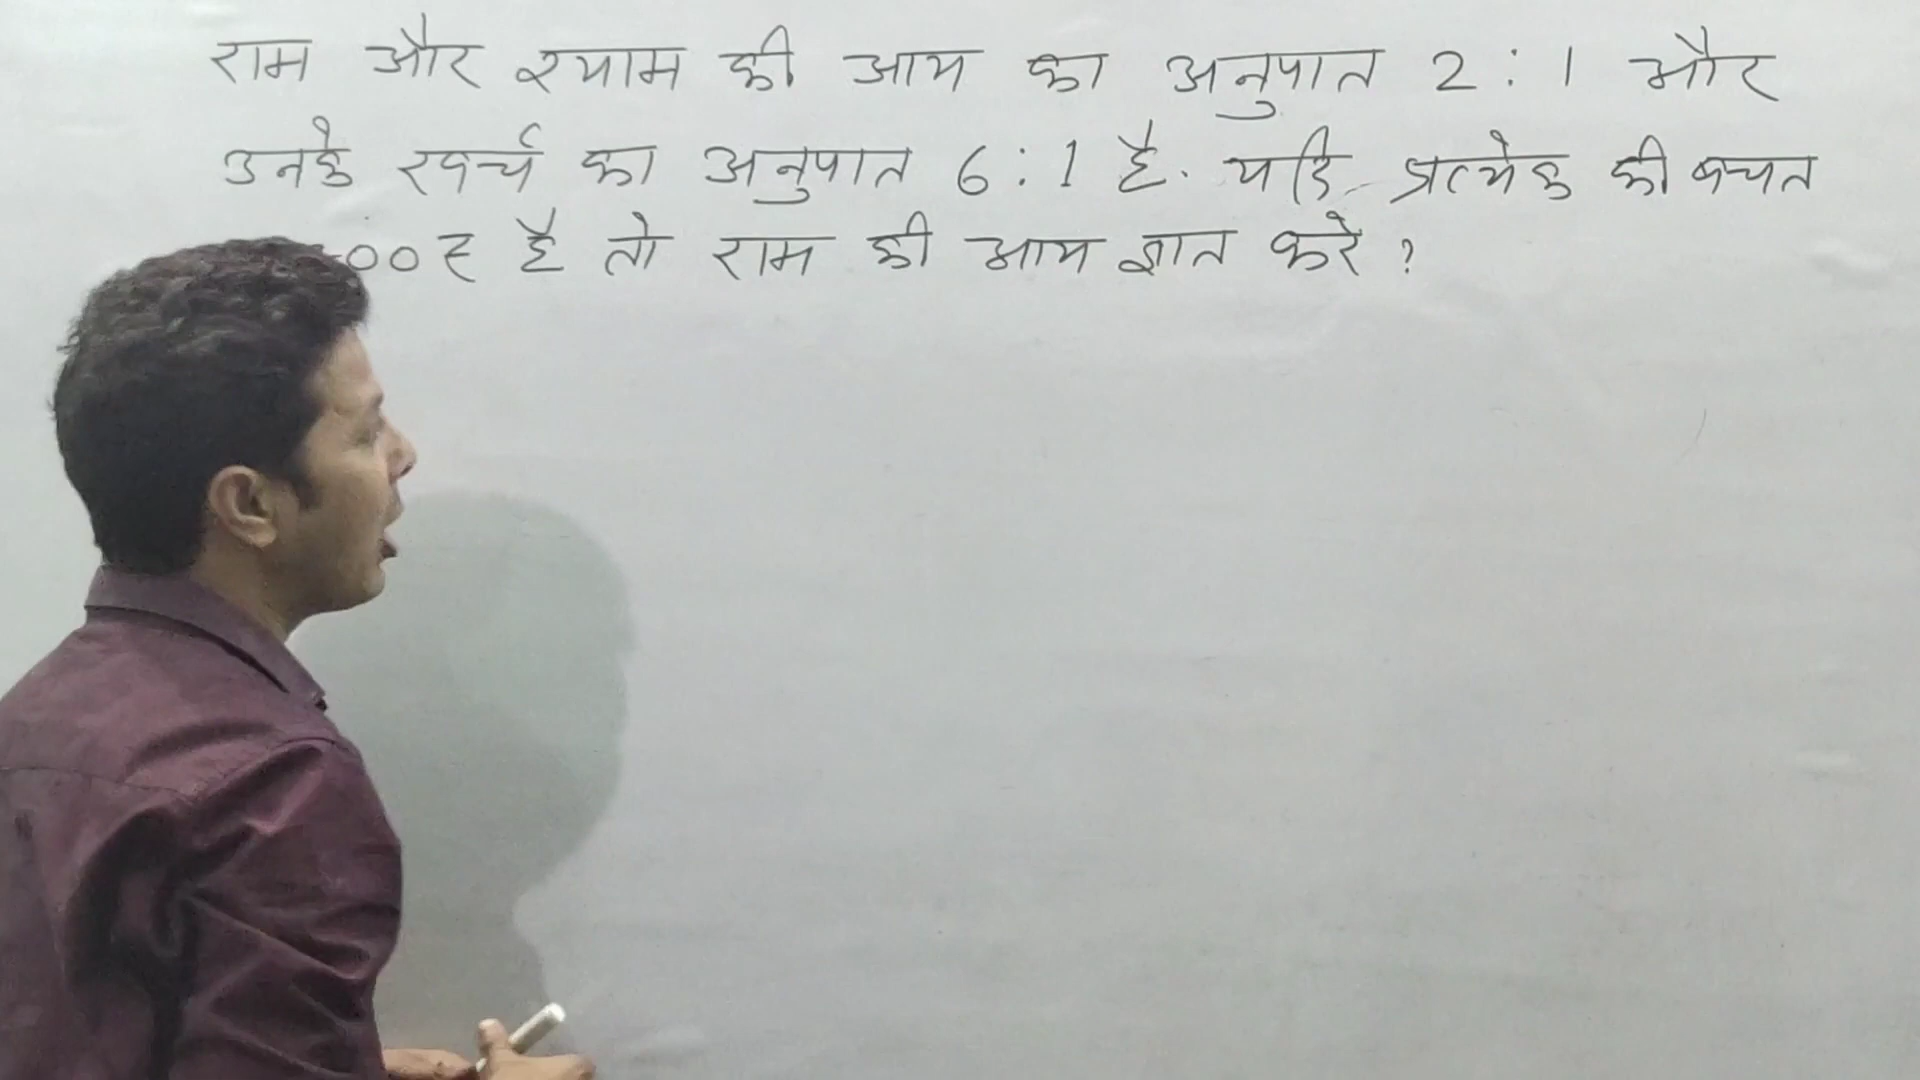 राम और श्याम की आय का अनुपात 2 : 1 और
उनके खर्च का अनुपात 6 : 1 है. यदि प्रत्येक की बचत
00₹ है तो राम की आय ज्ञात करे ?